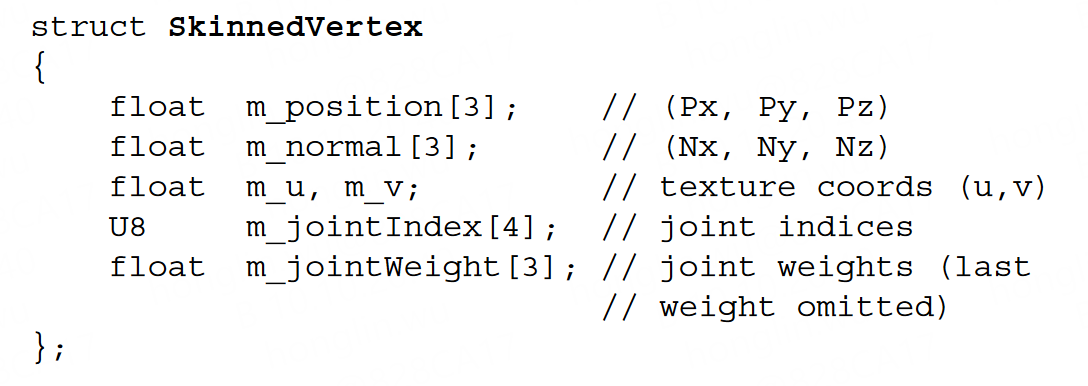 struct SkinnedVertex
{
    float  m_position[3];    // (Px, Py, Pz)
    float  m_normal[3];      // (Nx, Ny, Nz)
    float  m_u, m_v;         // texture coords (u,v)
    U8     m_jointIndex[4];  // joint indices
    float  m_jointWeight[3]; // joint weights (last
                             // weight omitted)
};